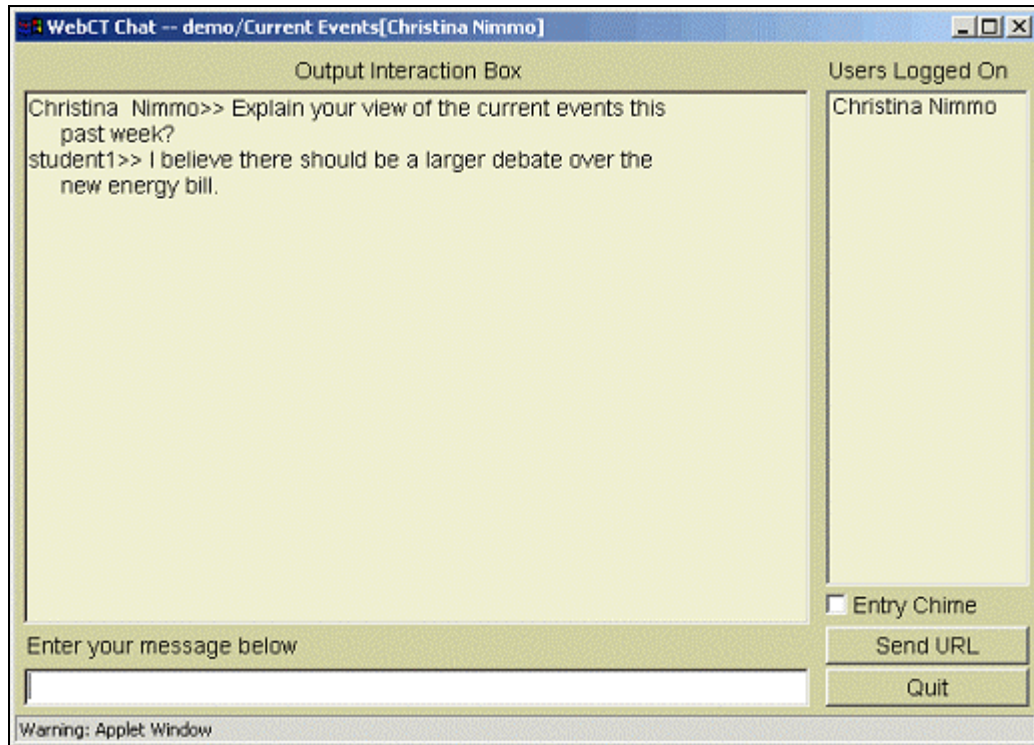 WebCT Chat -- demo/Current Events[Christina Nimmo]
Output Interaction Box
Users Logged On
Christina Nimmo>> Explain your view of the current events this
past week?
student1>> I believe there should be a larger debate over the
new energy bill.
Christina Nimmo
Entry Chime
Enter your message below
Send URL
Quit
Warning: Applet Window